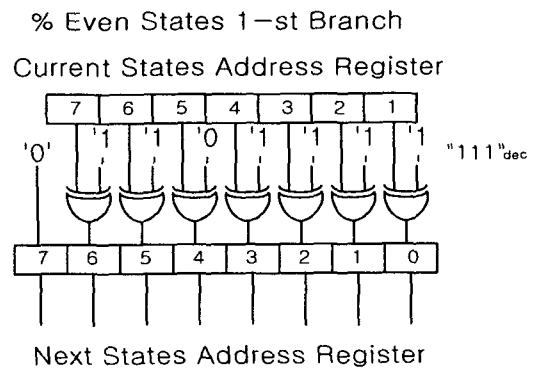 % Even States 1-st Branch
Current States Address Register
7 6 5 4 3 2 1
'0' '1 '1 '0 '1 '1 '1 '1 "111"dec
7 6 5 4 3 2 1 0
Next States Address Register